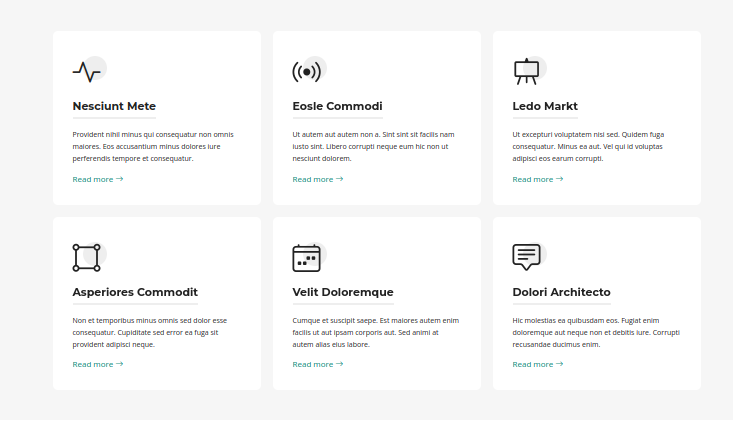 Nesciunt Mete
Provident nihil minus qui consequatur non omnis
maiores. Eos accusantium minus dolores iure
perferendis tempore et consequatur.
Read more →
Eosle Commodi
Ut autem aut autem non a. Sint sint sit facilis nam
iusto sint. Libero corrupti neque eum hic non ut
nesciunt dolorem.
Read more →
Ledo Markt
Ut excepturi voluptatem nisi sed. Quidem fuga
consequatur. Minus ea aut. Vel qui id voluptas
adipisci eos earum corrupti.
Read more →
Asperiores Commodit
Non et temporibus minus omnis sed dolor esse
consequatur. Cupiditate sed error ea fuga sit
provident adipisci neque.
Read more →
Velit Doloremque
Cumque et suscipit saepe. Est maiores autem enim
facilis ut aut ipsam corporis aut. Sed animi at
autem alias eius labore.
Read more →
Dolori Architecto
Hic molestias ea quibusdam eos. Fugiat enim
doloremque aut neque non et debitis iure. Corrupti
recusandae ducimus enim.
Read more →